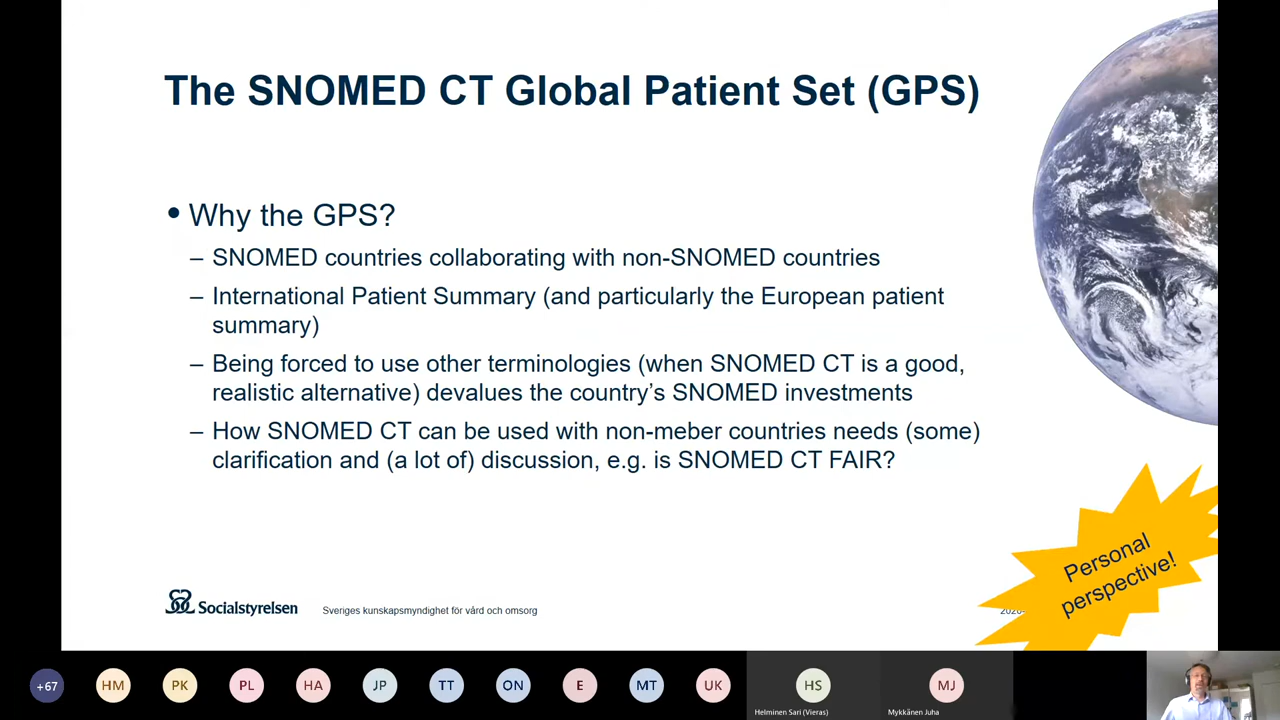 The SNOMED CT Global Patient Set (GPS)
• Why the GPS?
– SNOMED countries collaborating with non-SNOMED countries
– International Patient Summary (and particularly the European patient
summary)
– Being forced to use other terminologies (when SNOMED CT is a good,
realistic alternative) devalues the country’s SNOMED investments
– How SNOMED CT can be used with non-meber countries needs (some)
clarification and (a lot of) discussion, e.g. is SNOMED CT FAIR?
Personal
perspective!
Socialstyrelsen
Sveriges kunskapsmyndighet för vård och omsorg
+67
HM
PK
PL
HA
JP
TT
ON
E
MT
UK
HS
MJ
Helminen Sari (Vieras)
Mykkänen Juha